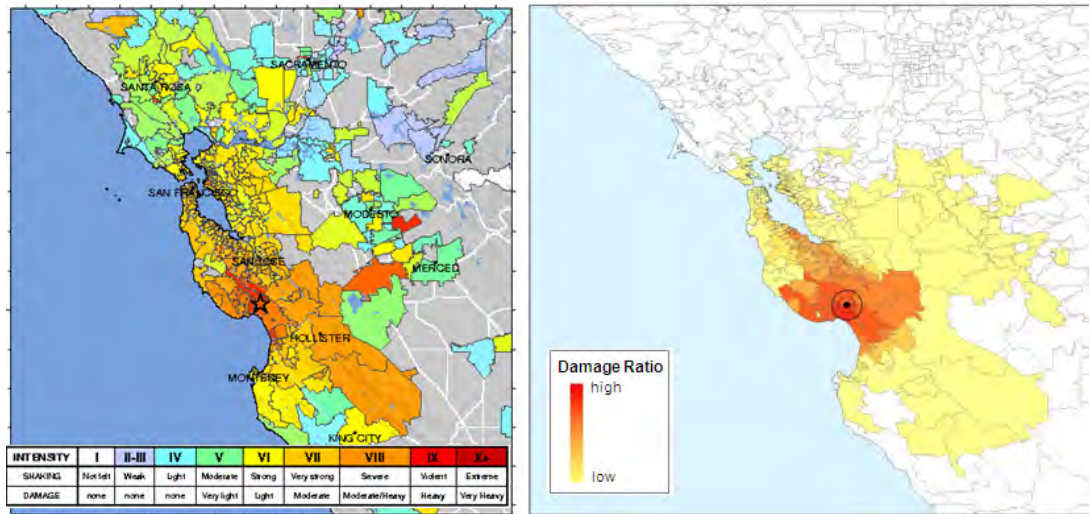 SACRAMENTO
SANTA ROSA
SONORA
SAN FRANCISCO
MODESTO
SAN JOSE
MERCED
HOLLISTER
MONTEREY
KING CITY
INTENSITY I II-III IV V VI VII VIII IX X+
SHAKING Not felt Weak Light Moderate Strong Very strong Severe Violent Extreme
DAMAGE none none none Very light Light Moderate Moderate/Heavy Heavy Very Heavy
Damage Ratio
high
low